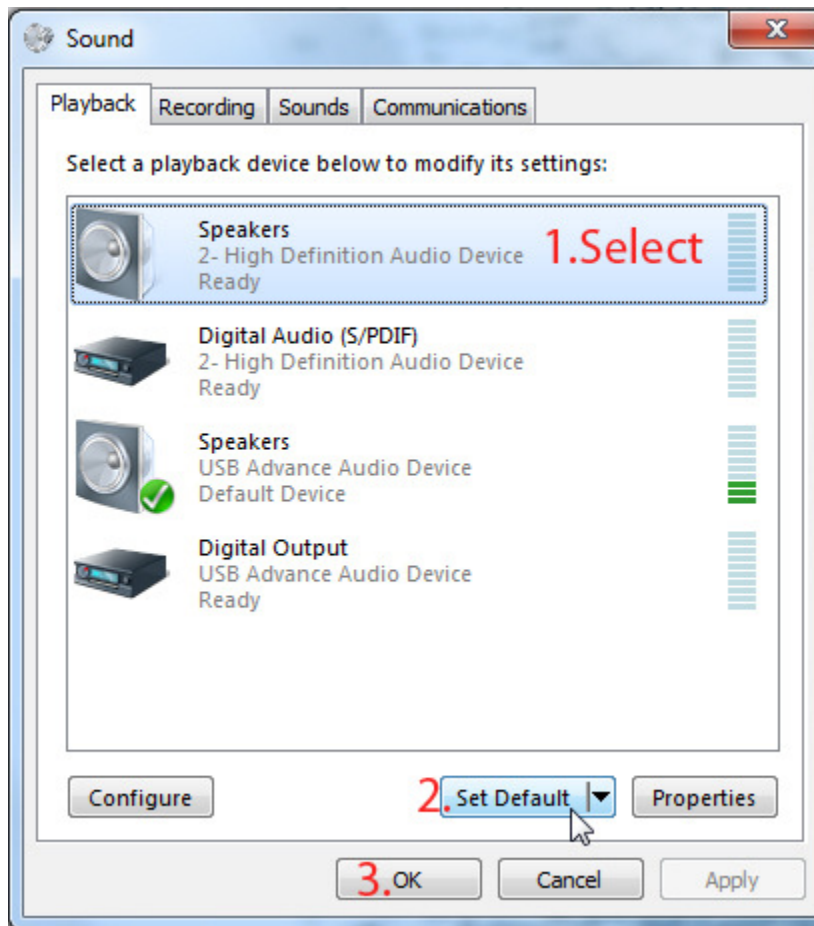 Sound
Playback Recording Sounds Communications
Select a playback device below to modify its settings:
Speakers
2- High Definition Audio Device
Ready
1.Select
Digital Audio (S/PDIF)
2- High Definition Audio Device
Ready
Speakers
USB Advance Audio Device
Default Device
Digital Output
USB Advance Audio Device
Ready
Configure 2. Set Default Properties
3. OK Cancel Apply